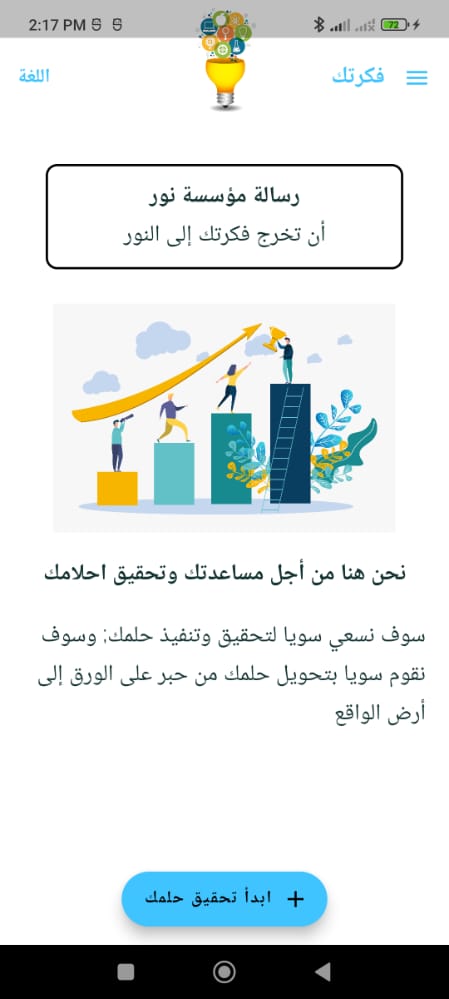 2:17 PM
72
فكرتك
اللغة
رسالة مؤسسة نور
أن تخرج فكرتك إلى النور
نحن هنا من أجل مساعدتك وتحقيق احلامك
سوف نسعي سويا لتحقيق وتنفيذ حلمك; وسوف
نقوم سويا بتحويل حلمك من حبر على الورق إلى
أرض الواقع
ابدأ تحقيق حلمك